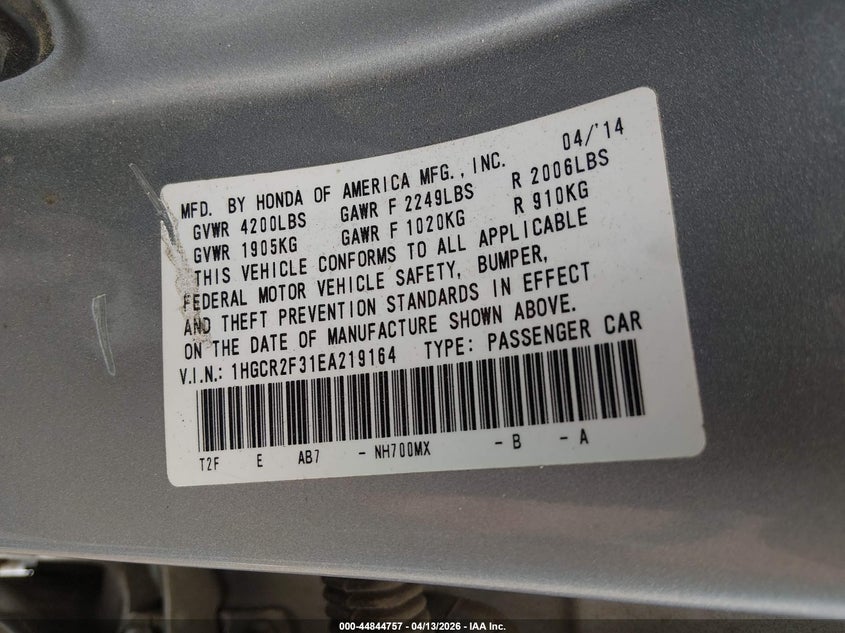 04/'14
MFD. BY HONDA OF AMERICA MFG., INC.
GVWR 4200LBS GAWR F 2249LBS R 2006LBS
GVWR 1905KG GAWR F 1020KG R 910KG
THIS VEHICLE CONFORMS TO ALL APPLICABLE
FEDERAL MOTOR VEHICLE SAFETY, BUMPER,
AND THEFT PREVENTION STANDARDS IN EFFECT
ON THE DATE OF MANUFACTURE SHOWN ABOVE.
V.I.N.: 1HGCR2F31EA219164 TYPE: PASSENGER CAR
T2F E AB7 - NH700MX - B - A
000-44844757 - 04/13/2026 - IAA Inc.